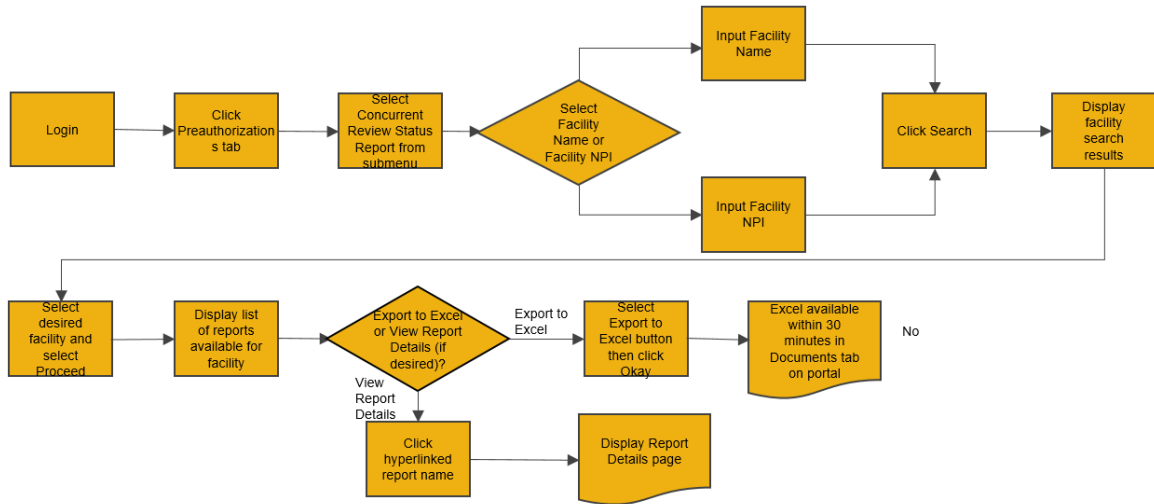 Login
Click
Preauthorization
s tab
Select
Concurrent
Review Status
Report from
submenu
Select
Facility
Name or
Facility NPI
Input Facility
Name
Input Facility
NPI
Click Search
Display
facility
search
results
Select
desired
facility and
select
Proceed
Display list
of reports
available for
facility
Export to Excel
or View Report
Details (if
desired)?
Export to
Excel
Select
Export to
Excel button
then click
Okay
Excel available
within 30
minutes in
Documents tab
on portal
No
View
Report
Details
Click
hyperlinked
report name
Display Report
Details page